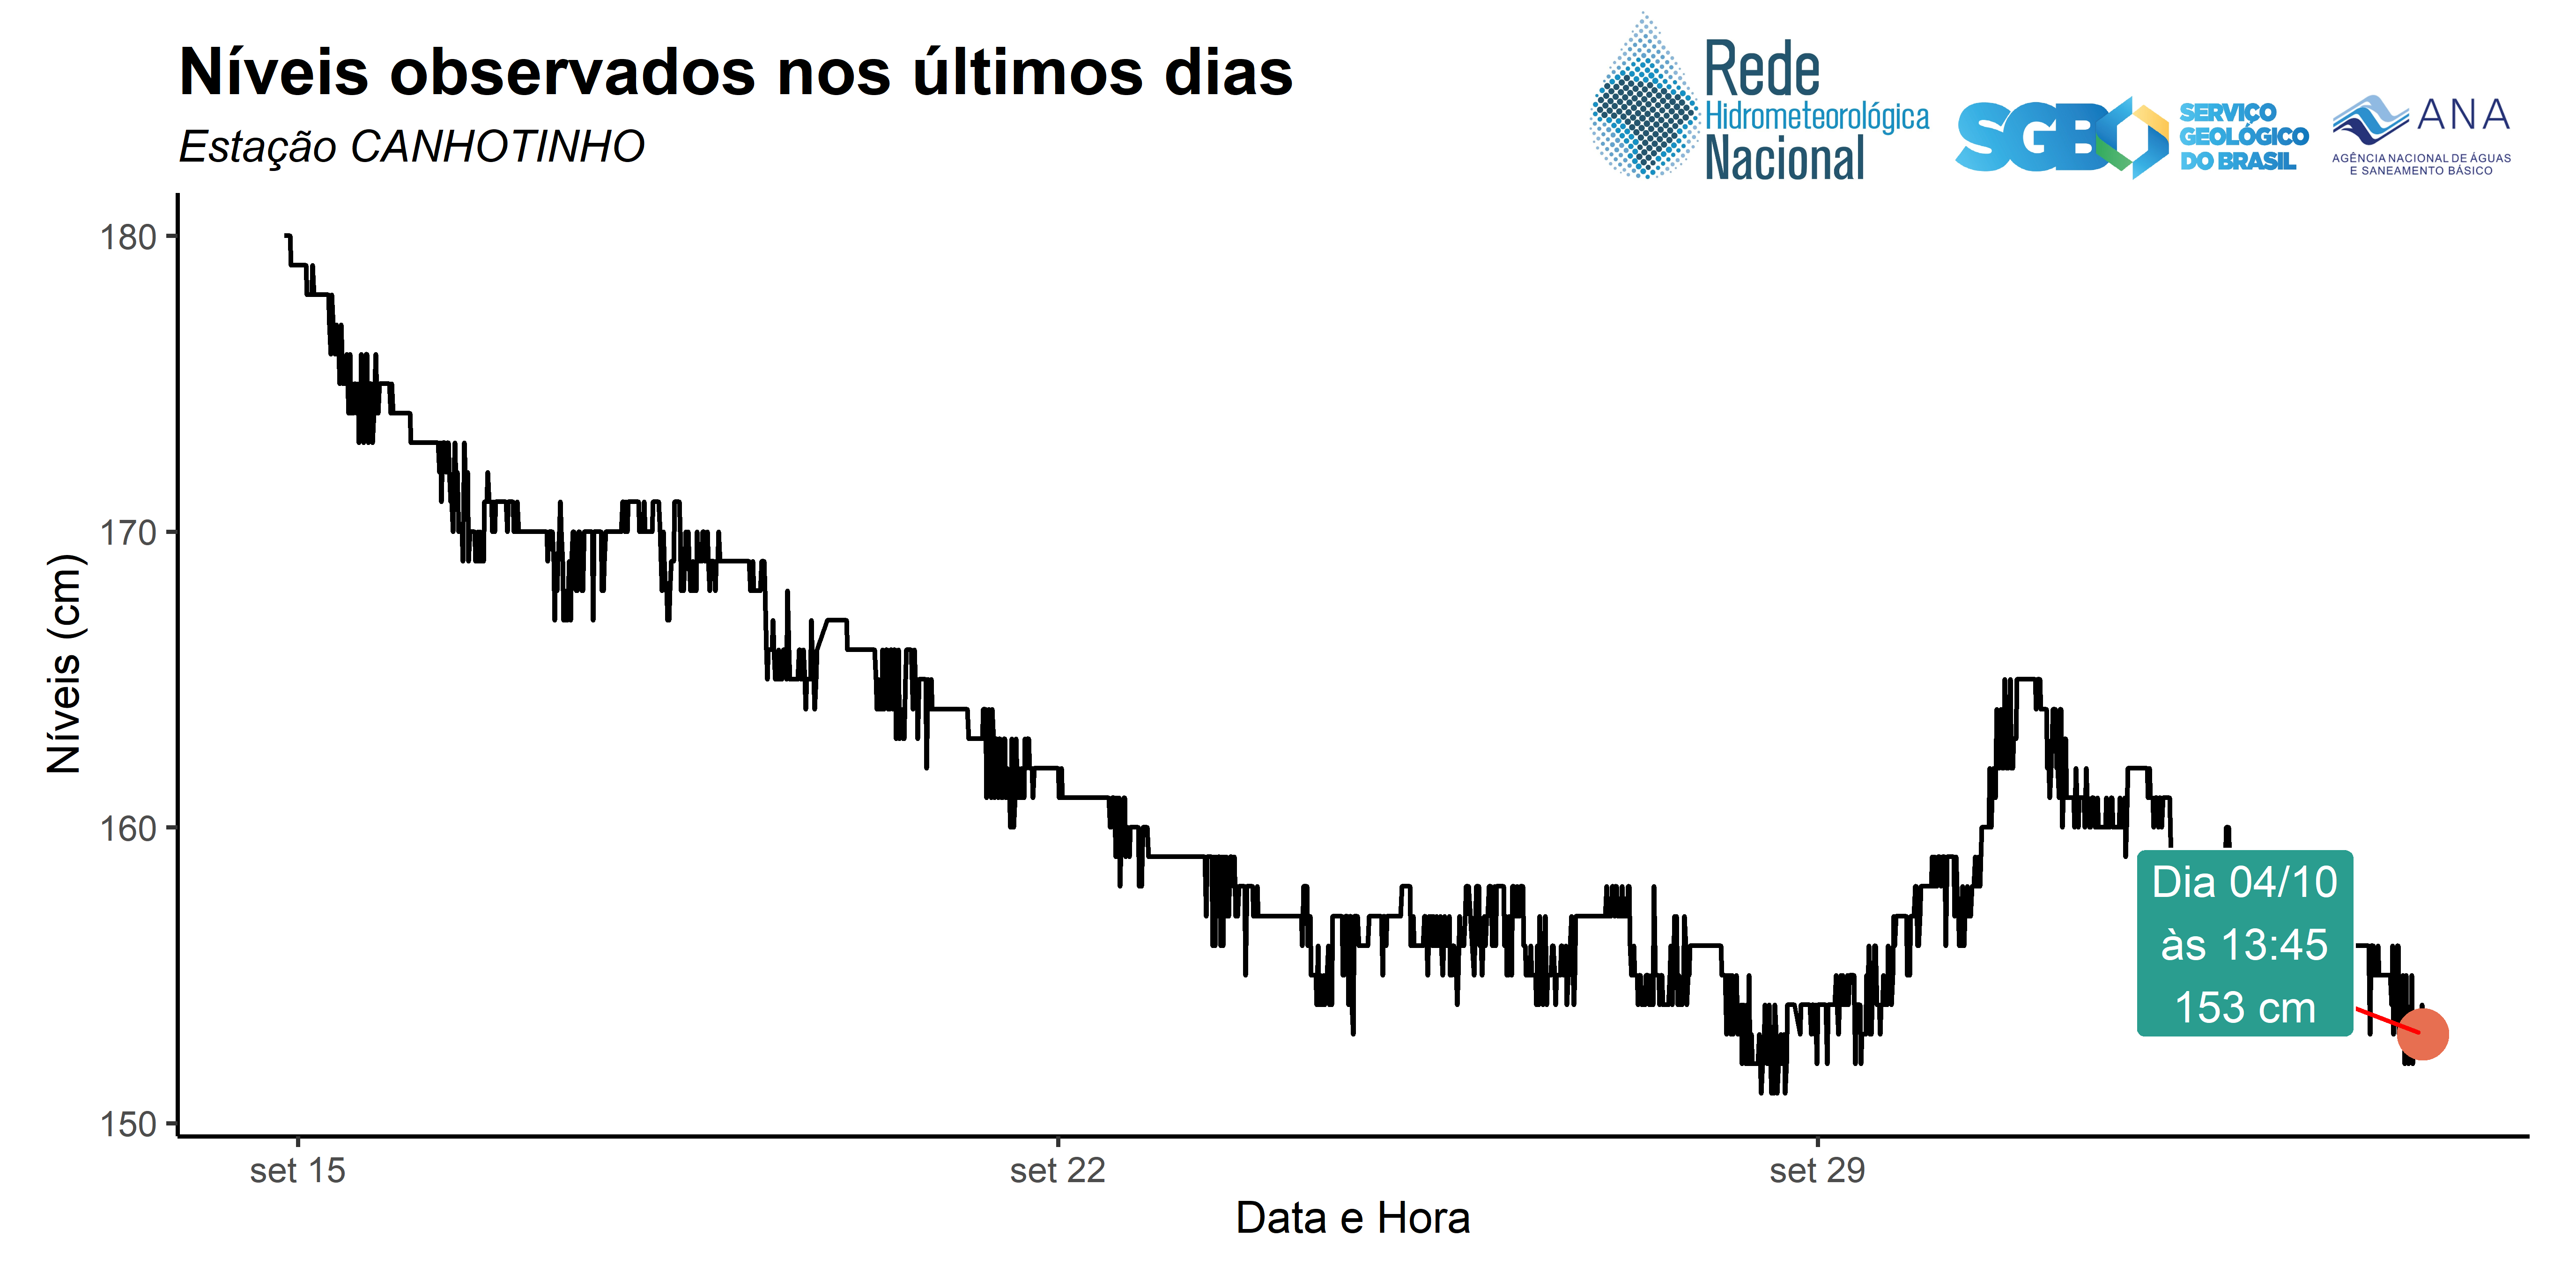 Níveis observados nos últimos dias
Estação CANHOTINHO
Rede
Hidrometeorológica
Nacional
SGB
SERVIÇO
GEOLÓGICO
DO BRASIL
ANA
AGÊNCIA NACIONAL DE ÁGUAS
E SANEAMENTO BÁSICO
Níveis (cm)
180
170
160
150
Dia 04/10
às 13:45
153 cm
set 15
set 22
set 29
Data e Hora